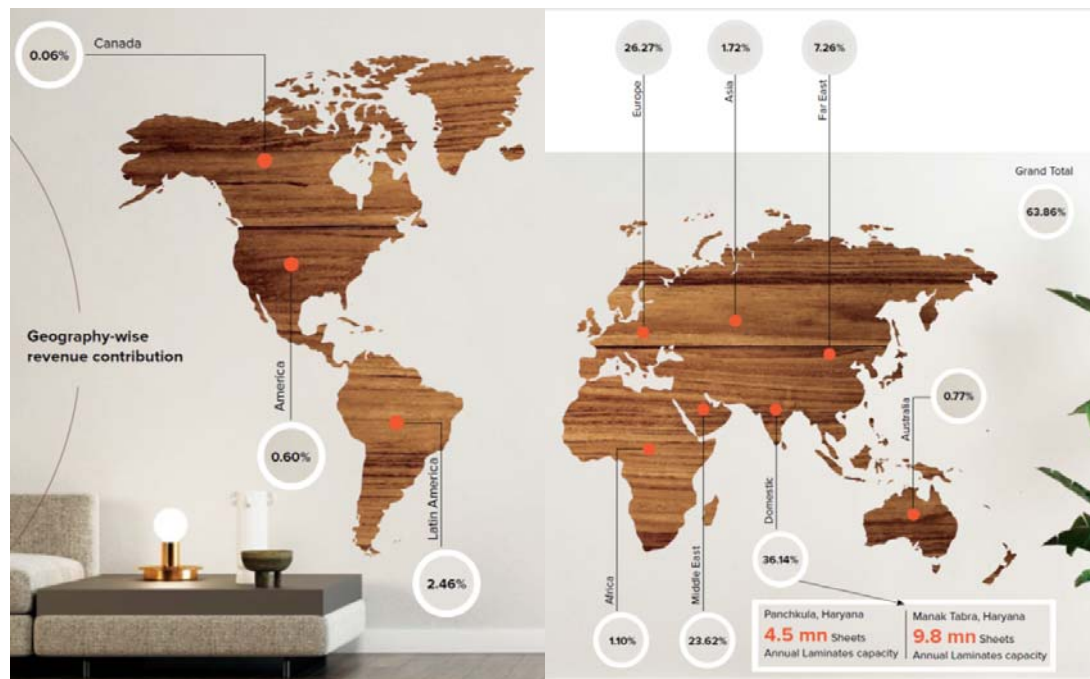 0.06%
Canada
Geography-wise
revenue contribution
America
0.60%
Latin America
2.46%
26.27%
Europe
1.72%
Asia
7.26%
Far East
Grand Total
63.86%
0.77%
Australia
Africa
1.10%
Middle East
23.62%
Domestic
36.14%
Panchkula, Haryana
4.5 mn Sheets
Annual Laminates capacity
Manak Tabra, Haryana
9.8 mn Sheets
Annual Laminates capacity